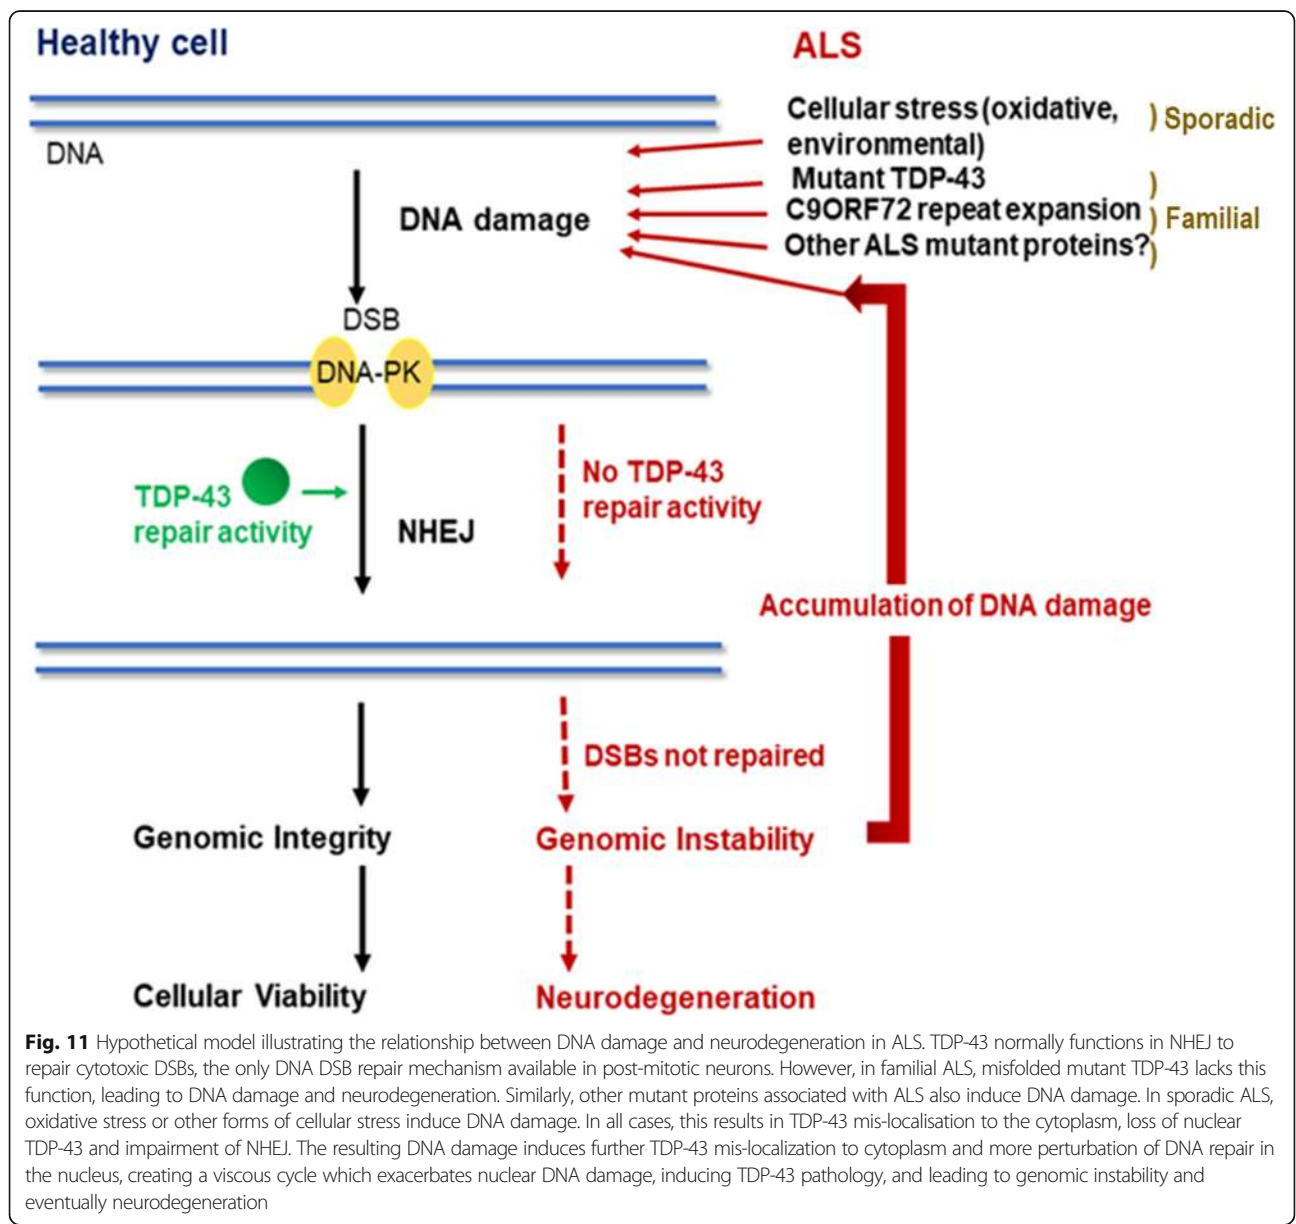 Healthy cell
ALS
Cellular stress (oxidative,
environmental)
) Sporadic
DNA
Mutant TDP-43
)
C9ORF72 repeat expansion
) Familial
DNA damage
Other ALS mutant proteins?
)
DSB
DNA-PK
TDP-43
repair activity
NHEJ
No TDP-43
repair activity
Accumulation of DNA damage
DSBs not repaired
Genomic Integrity
Genomic Instability
Cellular Viability
Neurodegeneration
Fig. 11 Hypothetical model illustrating the relationship between DNA damage and neurodegeneration in ALS. TDP-43 normally functions in NHEJ to
repair cytotoxic DSBs, the only DNA DSB repair mechanism available in post-mitotic neurons. However, in familial ALS, misfolded mutant TDP-43 lacks this
function, leading to DNA damage and neurodegeneration. Similarly, other mutant proteins associated with ALS also induce DNA damage. In sporadic ALS,
oxidative stress or other forms of cellular stress induce DNA damage. In all cases, this results in TDP-43 mis-localisation to the cytoplasm, loss of nuclear
TDP-43 and impairment of NHEJ. The resulting DNA damage induces further TDP-43 mis-localization to cytoplasm and more perturbation of DNA repair in
the nucleus, creating a viscous cycle which exacerbates nuclear DNA damage, inducing TDP-43 pathology, and leading to genomic instability and
eventually neurodegeneration